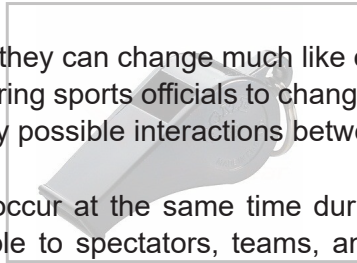 they can change much like
ring sports officials to chang
y possible interactions betw
occur at the same time dur
ble to spectators, teams, an